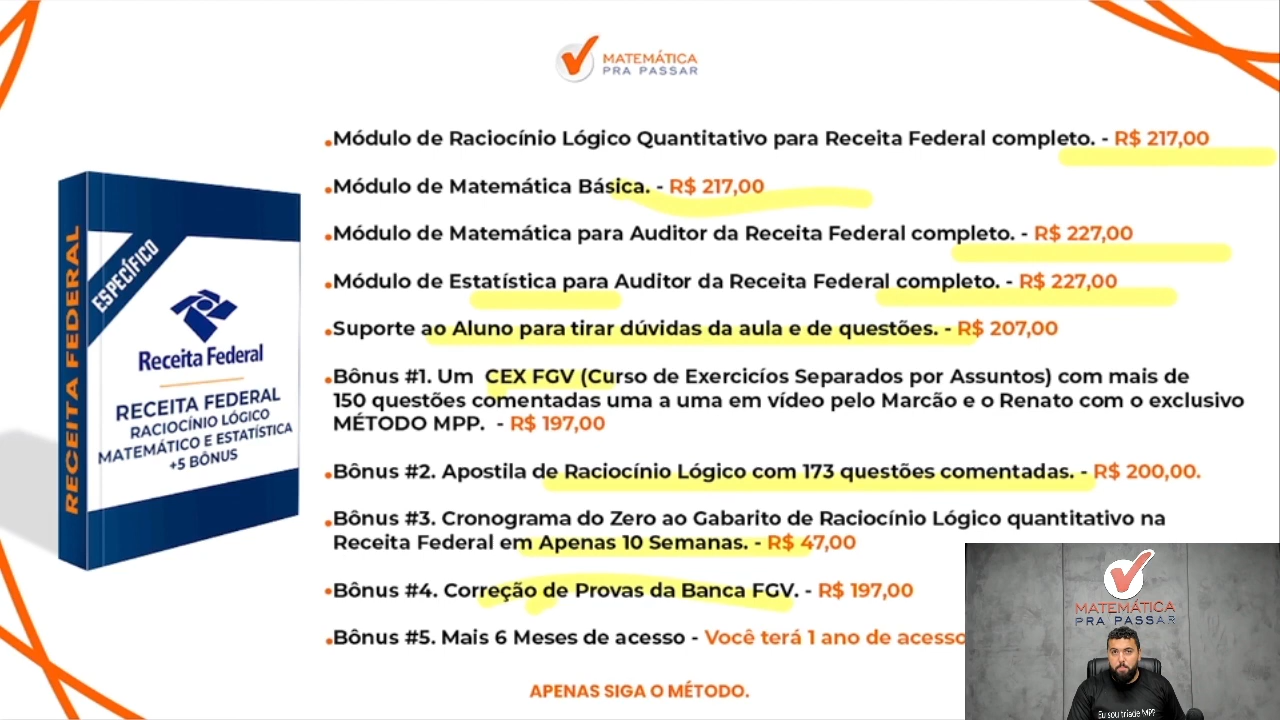 MATEMÁTICA
PRA PASSAR
Módulo de Raciocínio Lógico Quantitativo para Receita Federal completo. - R$ 217,00
Módulo de Matemática Básica. - R$ 217,00
Módulo de Matemática para Auditor da Receita Federal completo. - R$ 227,00
Módulo de Estatística para Auditor da Receita Federal completo. - R$ 227,00
Suporte ao Aluno para tirar dúvidas da aula e de questões. - R$ 207,00
Bônus #1. Um CEX FGV (Curso de Exercicíos Separados por Assuntos) com mais de
150 questões comentadas uma a uma em vídeo pelo Marcão e o Renato com o exclusivo
MÉTODO MPP. - R$ 197,00
Bônus #2. Apostila de Raciocínio Lógico com 173 questões comentadas. - R$ 200,00.
Bônus #3. Cronograma do Zero ao Gabarito de Raciocínio Lógico quantitativo na
Receita Federal em Apenas 10 Semanas. - R$ 47,00
Bônus #4. Correção de Provas da Banca FGV. - R$ 197,00
Bônus #5. Mais 6 Meses de acesso - Você terá 1 ano de acesso
APENAS SIGA O MÉTODO.
RECEITA FEDERAL
ESPECÍFICO
Receita Federal
RECEITA FEDERAL
RACIOCÍNIO LÓGICO
MATEMÁTICO E ESTATÍSTICA
+5 BÔNUS
MATEMÁTICA
PRA PASSAR
Eu sou tríade MPP